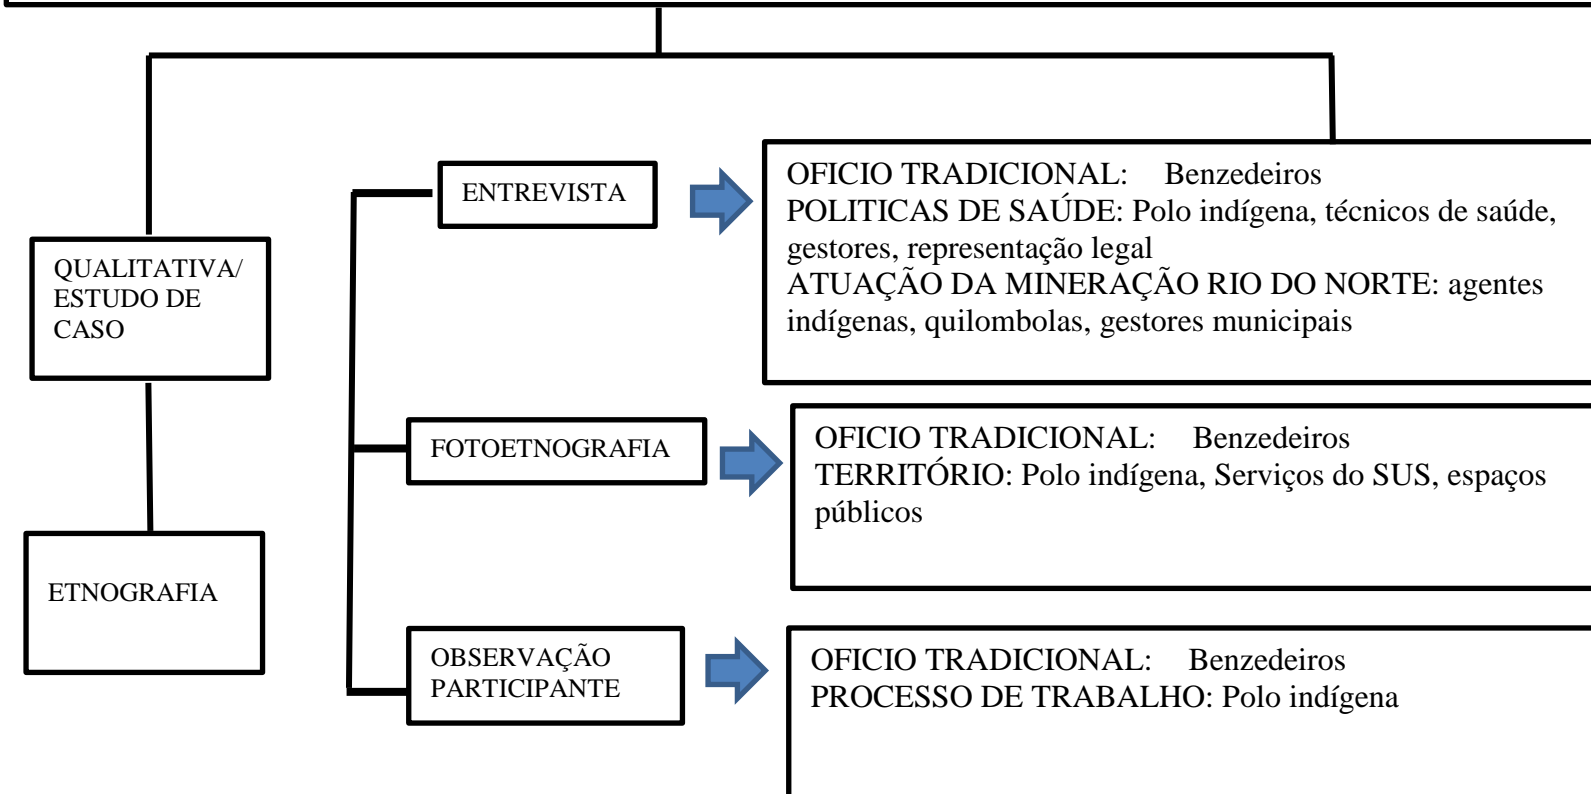 QUALITATIVA/
ESTUDO DE
CASO
ETNOGRAFIA
ENTREVISTA
OFICIO TRADICIONAL: Benzedeiros
POLITICAS DE SAÚDE: Polo indígena, técnicos de saúde,
gestores, representação legal
ATUAÇÃO DA MINERAÇÃO RIO DO NORTE: agentes
indígenas, quilombolas, gestores municipais
FOTOETNOGRAFIA
OFICIO TRADICIONAL: Benzedeiros
TERRITÓRIO: Polo indígena, Serviços do SUS, espaços
públicos
OBSERVAÇÃO
PARTICIPANTE
OFICIO TRADICIONAL: Benzedeiros
PROCESSO DE TRABALHO: Polo indígena